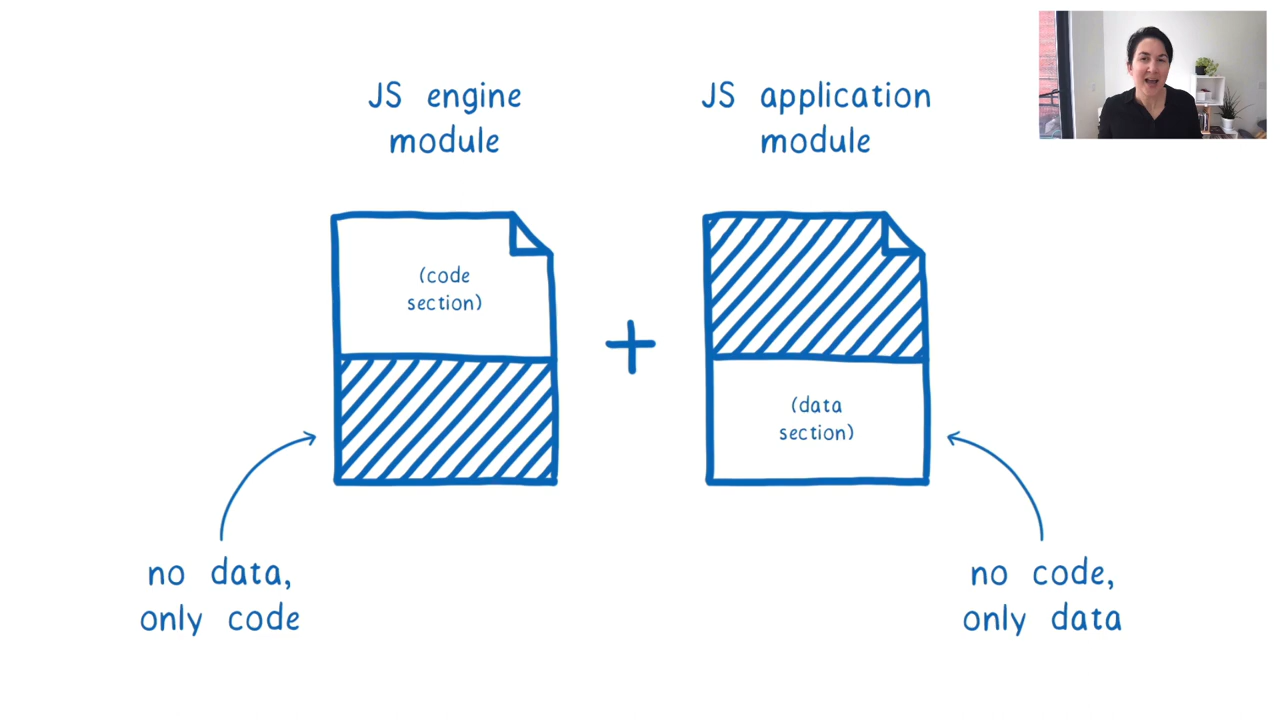 JS engine
module
JS application
module
(code
section)
+
(data
section)
no data,
only code
no code,
only data